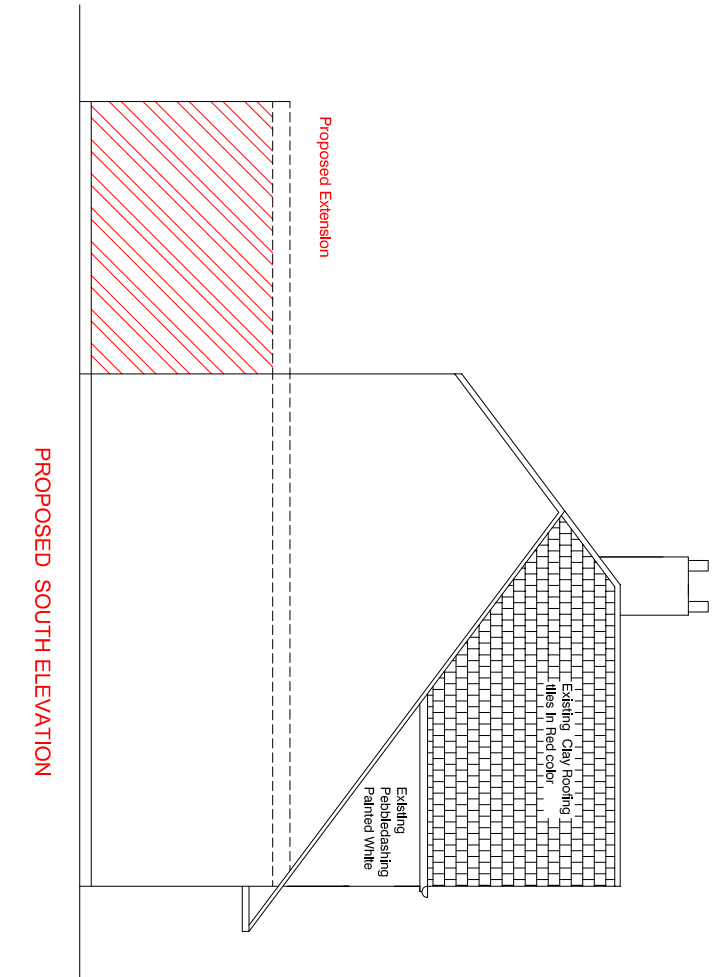 Proposed Extension
Existing Clay Roofing
tiles in Red color
Existing
Pebbledashing
Painted White
PROPOSED SOUTH ELEVATION